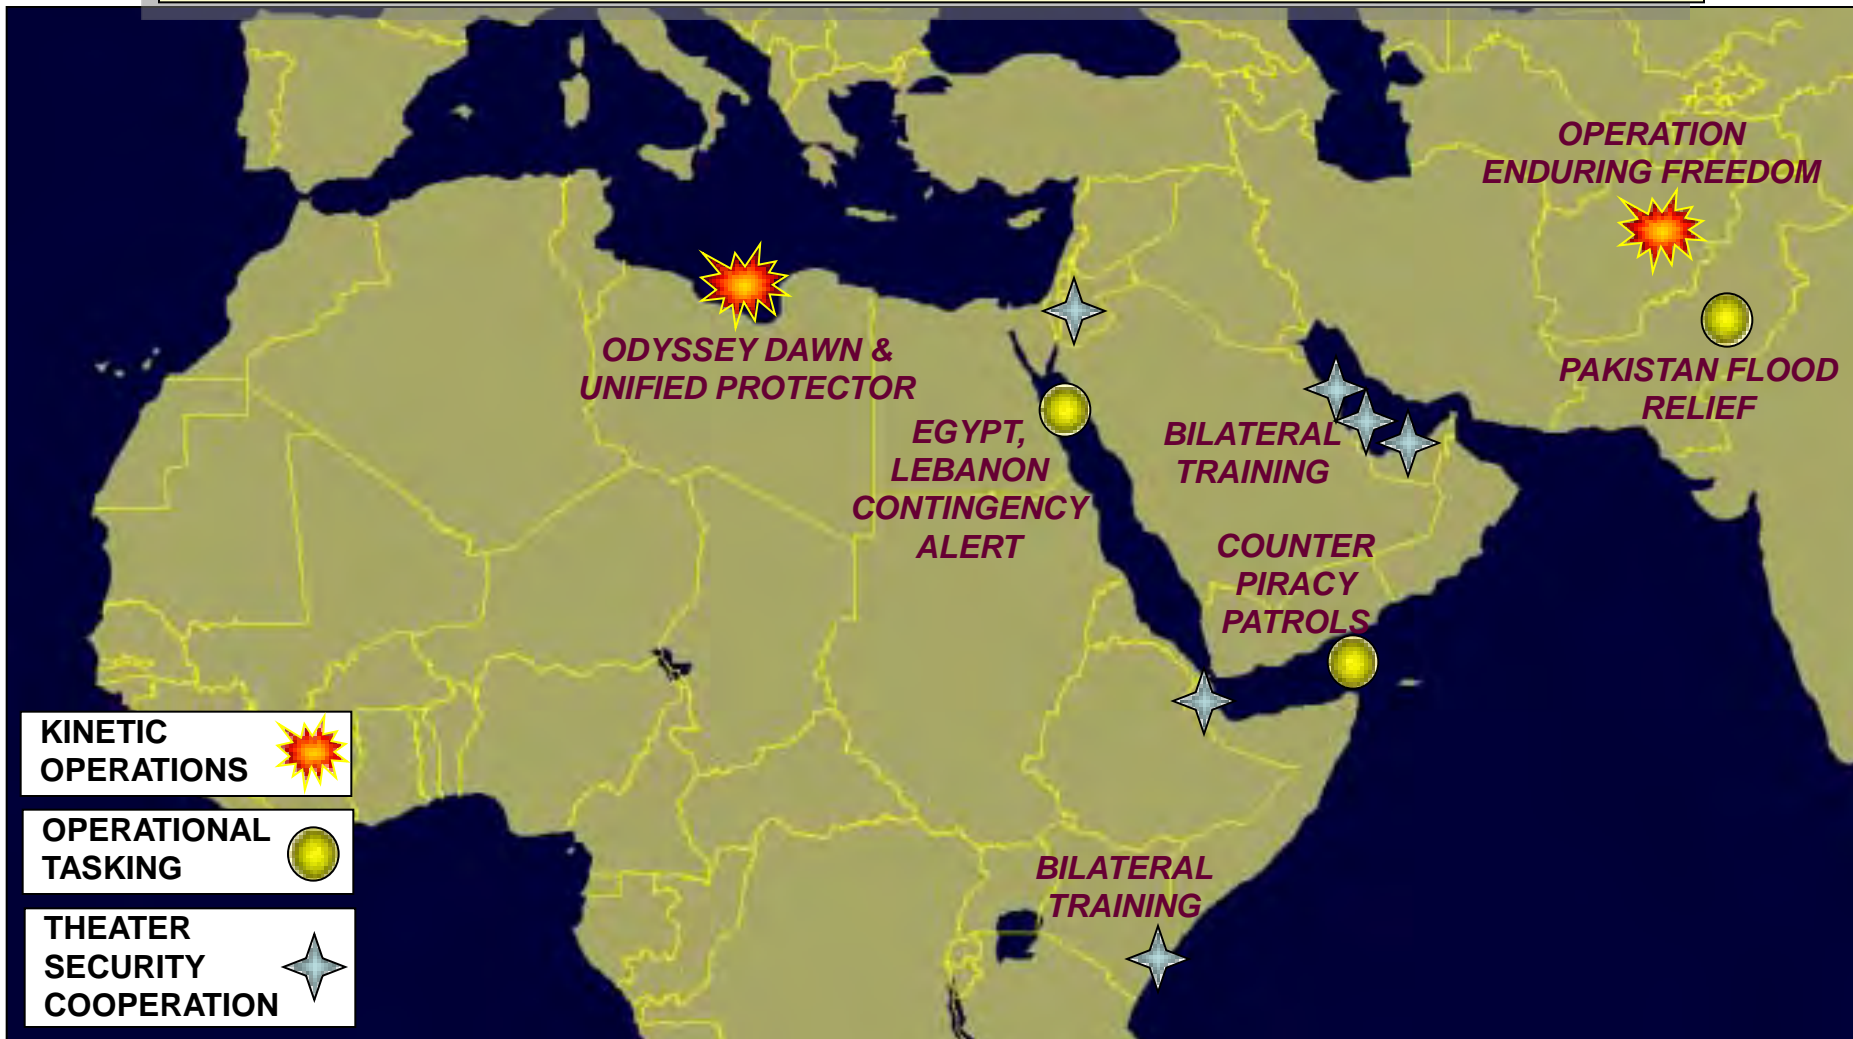 OPERATION
ENDURING FREEDOM
ODYSSEY DAWN &
UNIFIED PROTECTOR
PAKISTAN FLOOD
RELIEF
EGYPT,
LEBANON
CONTINGENCY
ALERT
BILATERAL
TRAINING
COUNTER
PIRACY
PATROLS
BILATERAL
TRAINING
KINETIC
OPERATIONS
OPERATIONAL
TASKING
THEATER
SECURITY
COOPERATION